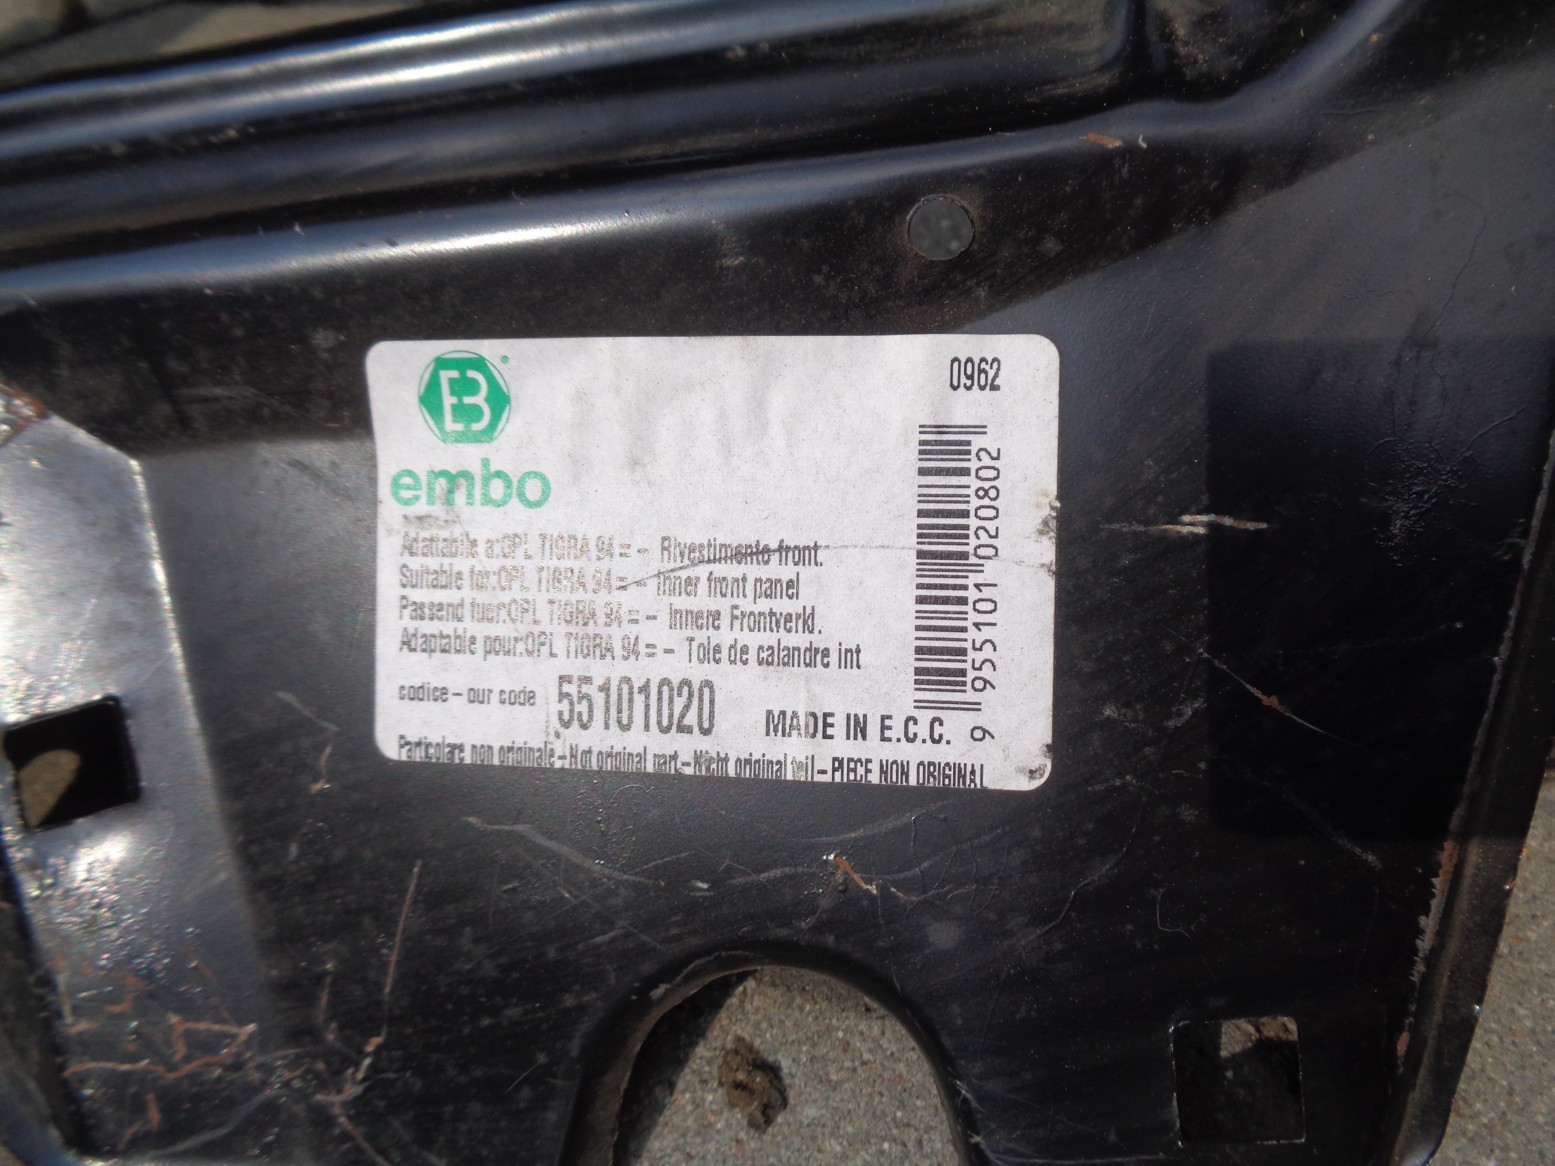 EB
embo
0962
Adattabile a:OPL TIGRA 94= - Rivestimento front.
Suitable for:OPL TIGRA 94= - Inner front panel
Passend fuer:OPL TIGRA 94= - Innere Frontverkl.
Adaptable pour:OPL TIGRA 94= - Tole de calandre int
codice - our code 55101020
MADE IN E.C.C.
9 955101 020802
Particolare non originale - Not original part - Nicht original teil - PIECE NON ORIGINAL